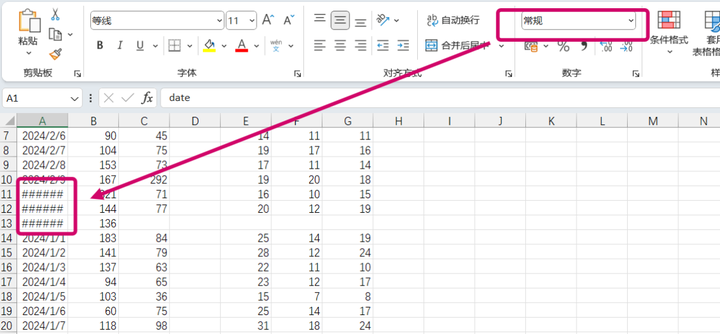 等线 11 A A 自动换行 常规
粘贴 B I U A wén 文 合并后居中 % 9 条件格式 套用 表格格式
剪贴板 字体 对齐方式 数字 样
A1 fx date
A B C D E F G H I J K L M N
7 2024/2/6 90 45 14 11 11
8 2024/2/7 104 75 19 17 16
9 2024/2/8 153 73 17 11 14
10 2024/2/9 167 292 19 20 18
11 ###### 221 71 16 10 15
12 ###### 144 77 20 12 19
13 ###### 136
14 2024/1/1 183 84 25 14 19
15 2024/1/2 141 79 28 12 24
16 2024/1/3 137 63 22 11 10
17 2024/1/4 94 65 23 12 17
18 2024/1/5 103 36 15 7 8
19 2024/1/6 60 75 25 14 17
20 2024/1/7 118 98 31 18 24